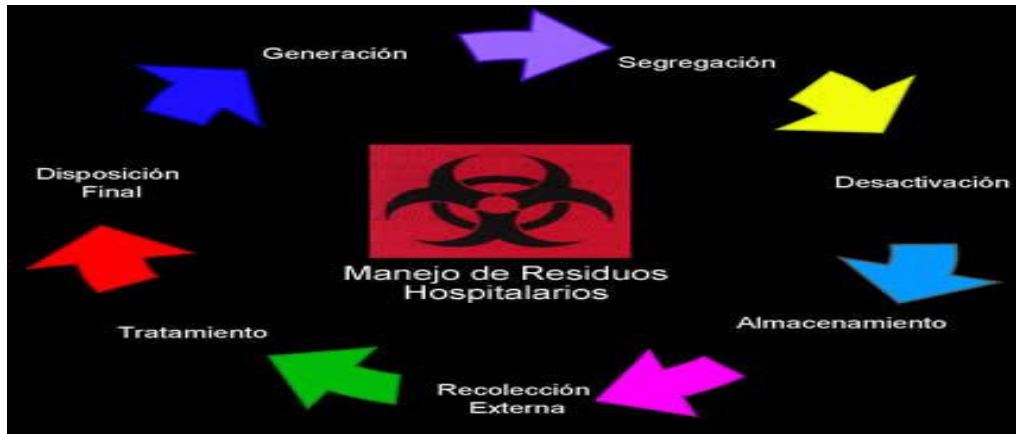 Generación
Segregación
Desactivación
Almacenamiento
Recolección
Externa
Tratamiento
Disposición
Final
Manejo de Residuos
Hospitalarios